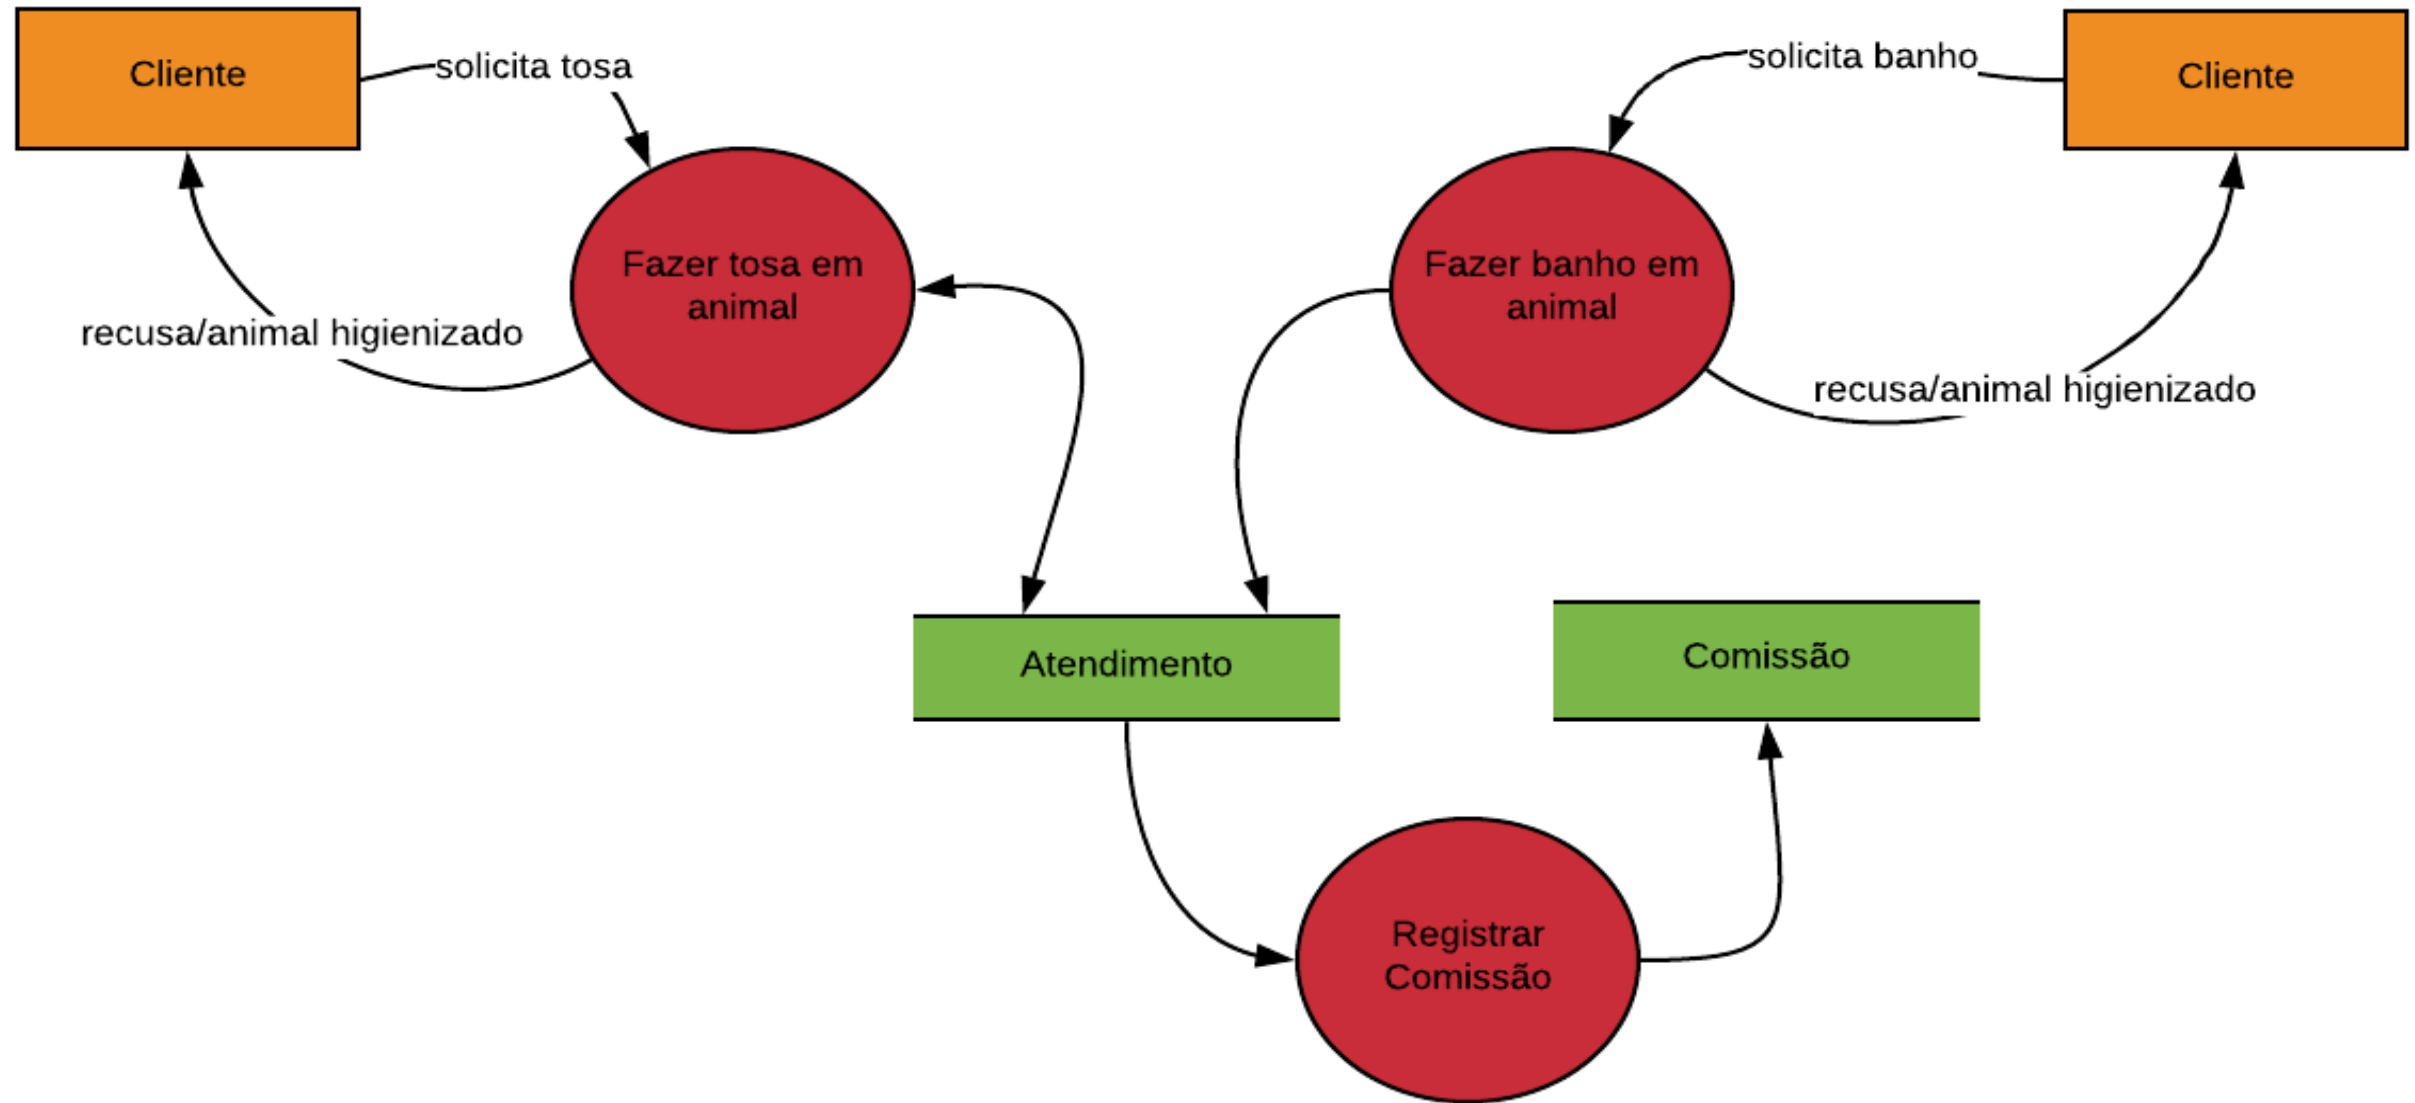 Cliente
solicita tosa
solicita banho
Cliente
Fazer tosa em
animal
Fazer banho em
animal
recusa/animal higienizado
recusa/animal higienizado
Atendimento
Comissão
Registrar
Comissão